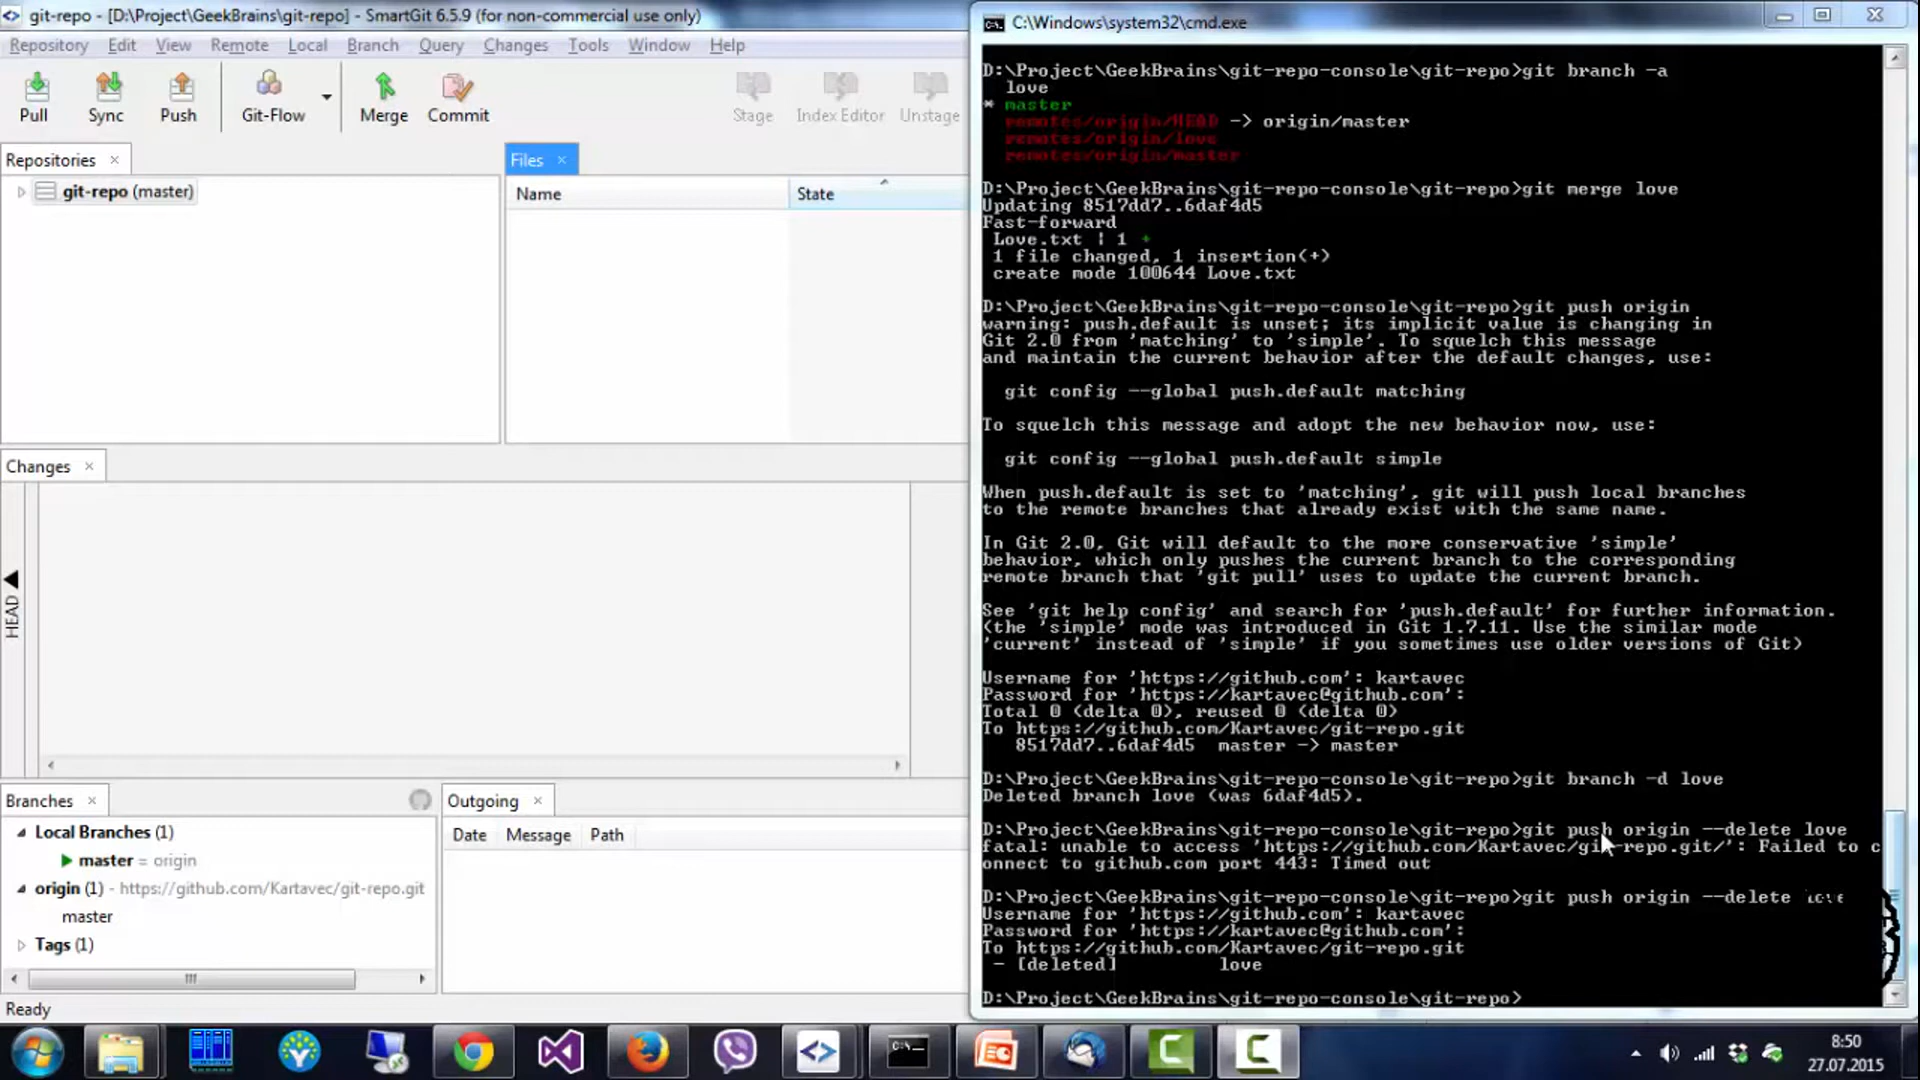 git-repo - [D:\Project\GeekBrains\git-repo] - SmartGit 6.5.9 (for non-commercial use only)
Repository Edit View Remote Local Branch Query Changes Tools Window Help
Pull Sync Push Git-Flow Merge Commit Stage Index Editor Unstage
Repositories
git-repo (master)
Files
Name State
Changes
HEAD
Branches
Local Branches (1)
master = origin
origin (1) - https://github.com/Kartavec/git-repo.git
master
Tags (1)
Outgoing
Date Message Path
Ready
C:\Windows\system32\cmd.exe
D:\Project\GeekBrains\git-repo-console\git-repo>git branch -a
love
* master
remotes/origin/HEAD -> origin/master
remotes/origin/love
remotes/origin/master
D:\Project\GeekBrains\git-repo-console\git-repo>git merge love
Updating 8517dd7..6daf4d5
Fast-forward
Love.txt | 1 +
1 file changed, 1 insertion(+)
create mode 100644 Love.txt
D:\Project\GeekBrains\git-repo-console\git-repo>git push origin
warning: push.default is unset; its implicit value is changing in
Git 2.0 from 'matching' to 'simple'. To squelch this message
and maintain the current behavior after the default changes, use:
git config --global push.default matching
To squelch this message and adopt the new behavior now, use:
git config --global push.default simple
When push.default is set to 'matching', git will push local branches
to the remote branches that already exist with the same name.
In Git 2.0, Git will default to the more conservative 'simple'
behavior, which only pushes the current branch to the corresponding
remote branch that 'git pull' uses to update the current branch.
See 'git help config' and search for 'push.default' for further information.
(the 'simple' mode was introduced in Git 1.7.11. Use the similar mode
'current' instead of 'simple' if you sometimes use older versions of Git)
Username for 'https://github.com': kartavec
Password for 'https://kartavec@github.com':
Total 0 (delta 0), reused 0 (delta 0)
To https://github.com/Kartavec/git-repo.git
8517dd7..6daf4d5 master -> master
D:\Project\GeekBrains\git-repo-console\git-repo>git branch -d love
Deleted branch love (was 6daf4d5).
D:\Project\GeekBrains\git-repo-console\git-repo>git push origin --delete love
fatal: unable to access 'https://github.com/Kartavec/git-repo.git/': Failed to c
onnect to github.com port 443: Timed out
D:\Project\GeekBrains\git-repo-console\git-repo>git push origin --delete love
Username for 'https://github.com': kartavec
Password for 'https://kartavec@github.com':
To https://github.com/Kartavec/git-repo.git
- [deleted] love
D:\Project\GeekBrains\git-repo-console\git-repo>
8:50
27.07.2015